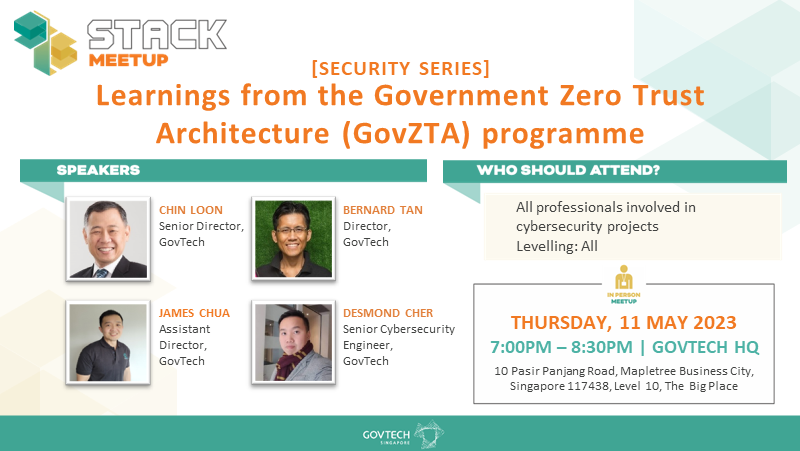 STACK
MEETUP
[SECURITY SERIES]
Learnings from the Government Zero Trust
Architecture (GovZTA) programme
SPEAKERS
CHIN LOON
Senior Director,
GovTech
BERNARD TAN
Director,
GovTech
JAMES CHUA
Assistant
Director,
GovTech
DESMOND CHER
Senior Cybersecurity
Engineer,
GovTech
WHO SHOULD ATTEND?
All professionals involved in
cybersecurity projects
Levelling: All
IN PERSON
MEETUP
THURSDAY, 11 MAY 2023
7:00PM – 8:30PM | GOVTECH HQ
10 Pasir Panjang Road, Mapletree Business City,
Singapore 117438, Level 10, The Big Place
GOVTECH
SINGAPORE